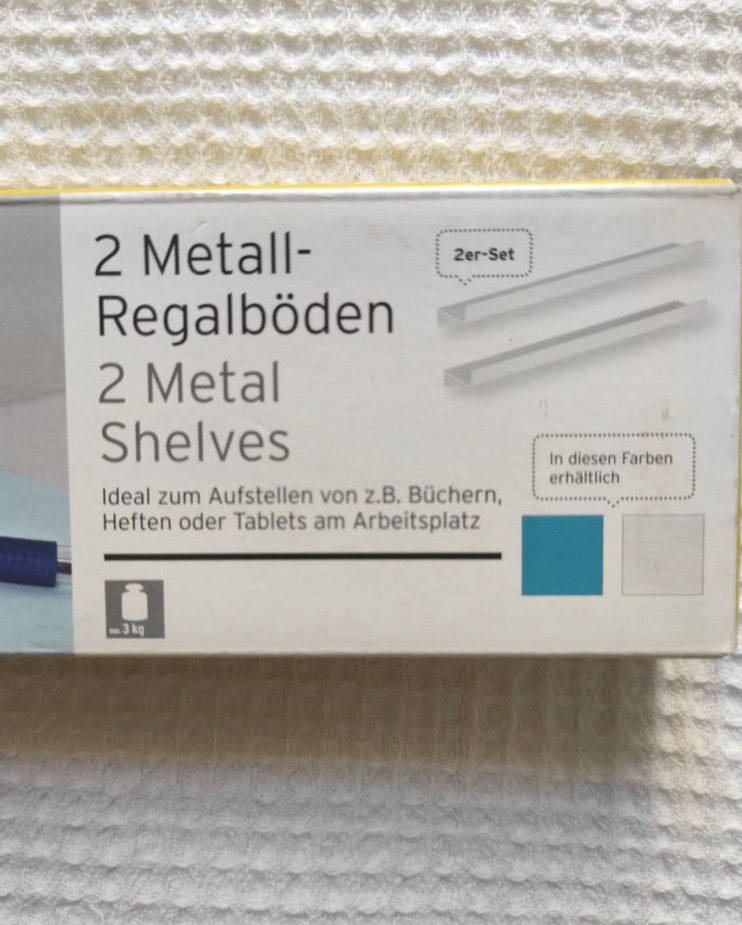 2 Metall-
Regalböden
2 Metal
Shelves
Ideal zum Aufstellen von z.B. Büchern,
Heften oder Tablets am Arbeitsplatz
max. 3 kg
2er-Set
In diesen Farben
erhältlich